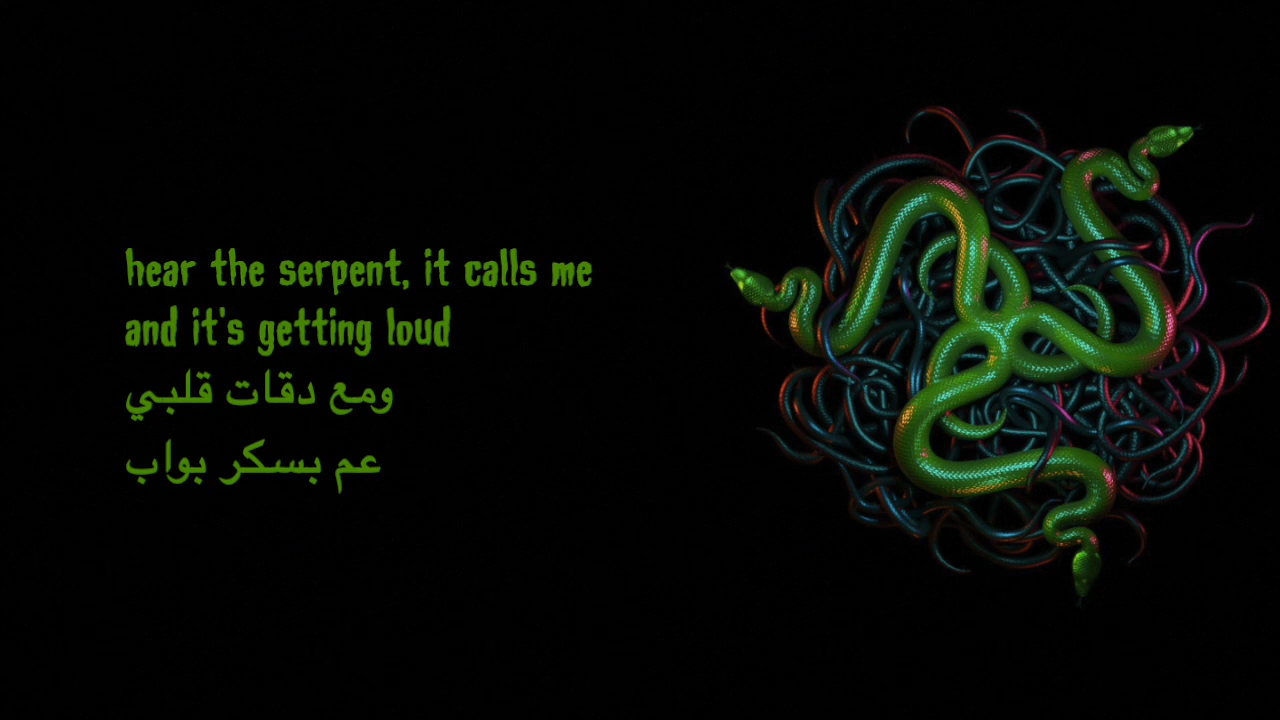 hear the serpent, it calls me
and it's getting loud
ومع دقات قلبي
عم بسكر بواب